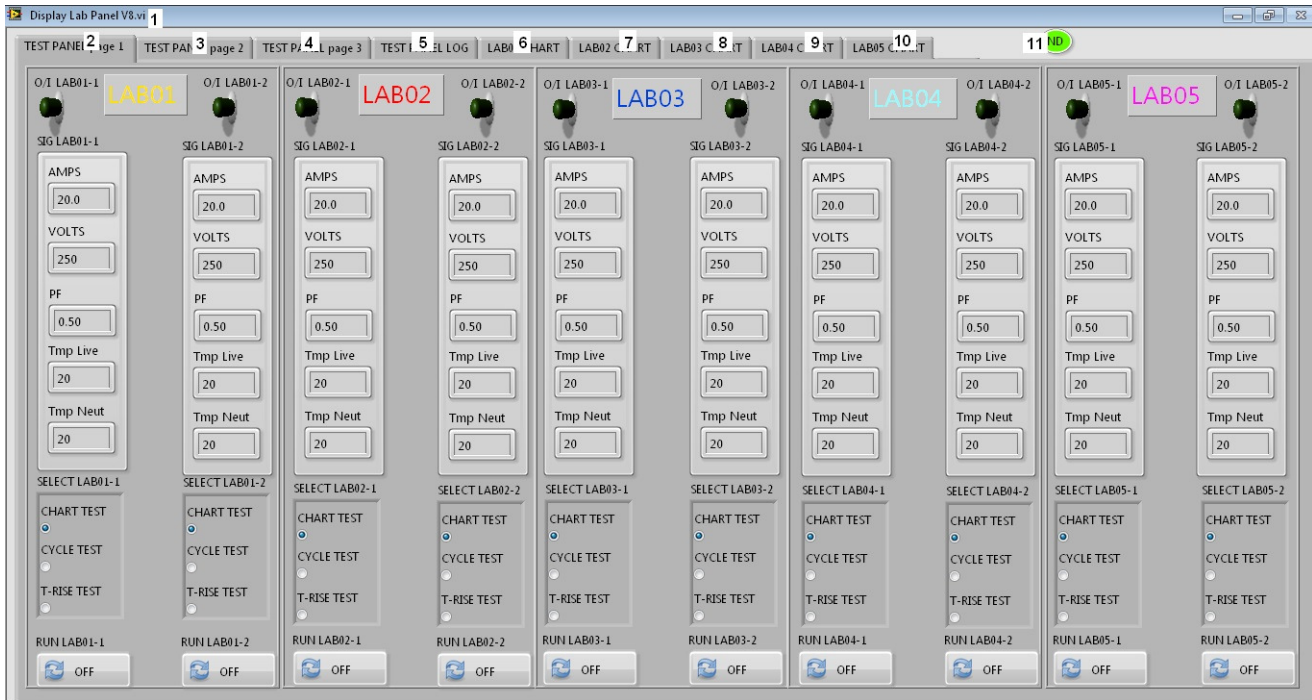 Display Lab Panel V8.vi 1
TEST PANEL page 1 2 TEST PANEL page 2 3 TEST PANEL page 3 4 TEST PANEL LOG 5 LAB01 CHART 6 LAB02 CHART 7 LAB03 CHART 8 LAB04 CHART 9 LAB05 CHART 10 11 ND
O/I LAB01-1 LAB01 O/I LAB01-2 O/I LAB02-1 LAB02 O/I LAB02-2 O/I LAB03-1 LAB03 O/I LAB03-2 O/I LAB04-1 LAB04 O/I LAB04-2 O/I LAB05-1 LAB05 O/I LAB05-2
SIG LAB01-1 SIG LAB01-2 SIG LAB02-1 SIG LAB02-2 SIG LAB03-1 SIG LAB03-2 SIG LAB04-1 SIG LAB04-2 SIG LAB05-1 SIG LAB05-2
AMPS AMPS AMPS AMPS AMPS AMPS AMPS AMPS AMPS AMPS
20.0 20.0 20.0 20.0 20.0 20.0 20.0 20.0 20.0 20.0
VOLTS VOLTS VOLTS VOLTS VOLTS VOLTS VOLTS VOLTS VOLTS VOLTS
250 250 250 250 250 250 250 250 250 250
PF PF PF PF PF PF PF PF PF PF
0.50 0.50 0.50 0.50 0.50 0.50 0.50 0.50 0.50 0.50
Tmp Live Tmp Live Tmp Live Tmp Live Tmp Live Tmp Live Tmp Live Tmp Live Tmp Live Tmp Live
20 20 20 20 20 20 20 20 20 20
Tmp Neut Tmp Neut Tmp Neut Tmp Neut Tmp Neut Tmp Neut Tmp Neut Tmp Neut Tmp Neut Tmp Neut
20 20 20 20 20 20 20 20 20 20
SELECT LAB01-1 SELECT LAB01-2 SELECT LAB02-1 SELECT LAB02-2 SELECT LAB03-1 SELECT LAB03-2 SELECT LAB04-1 SELECT LAB04-2 SELECT LAB05-1 SELECT LAB05-2
CHART TEST CHART TEST CHART TEST CHART TEST CHART TEST CHART TEST CHART TEST CHART TEST CHART TEST CHART TEST
CYCLE TEST CYCLE TEST CYCLE TEST CYCLE TEST CYCLE TEST CYCLE TEST CYCLE TEST CYCLE TEST CYCLE TEST CYCLE TEST
T-RISE TEST T-RISE TEST T-RISE TEST T-RISE TEST T-RISE TEST T-RISE TEST T-RISE TEST T-RISE TEST T-RISE TEST T-RISE TEST
RUN LAB01-1 RUN LAB01-2 RUN LAB02-1 RUN LAB02-2 RUN LAB03-1 RUN LAB03-2 RUN LAB04-1 RUN LAB04-2 RUN LAB05-1 RUN LAB05-2
OFF OFF OFF OFF OFF OFF OFF OFF OFF OFF